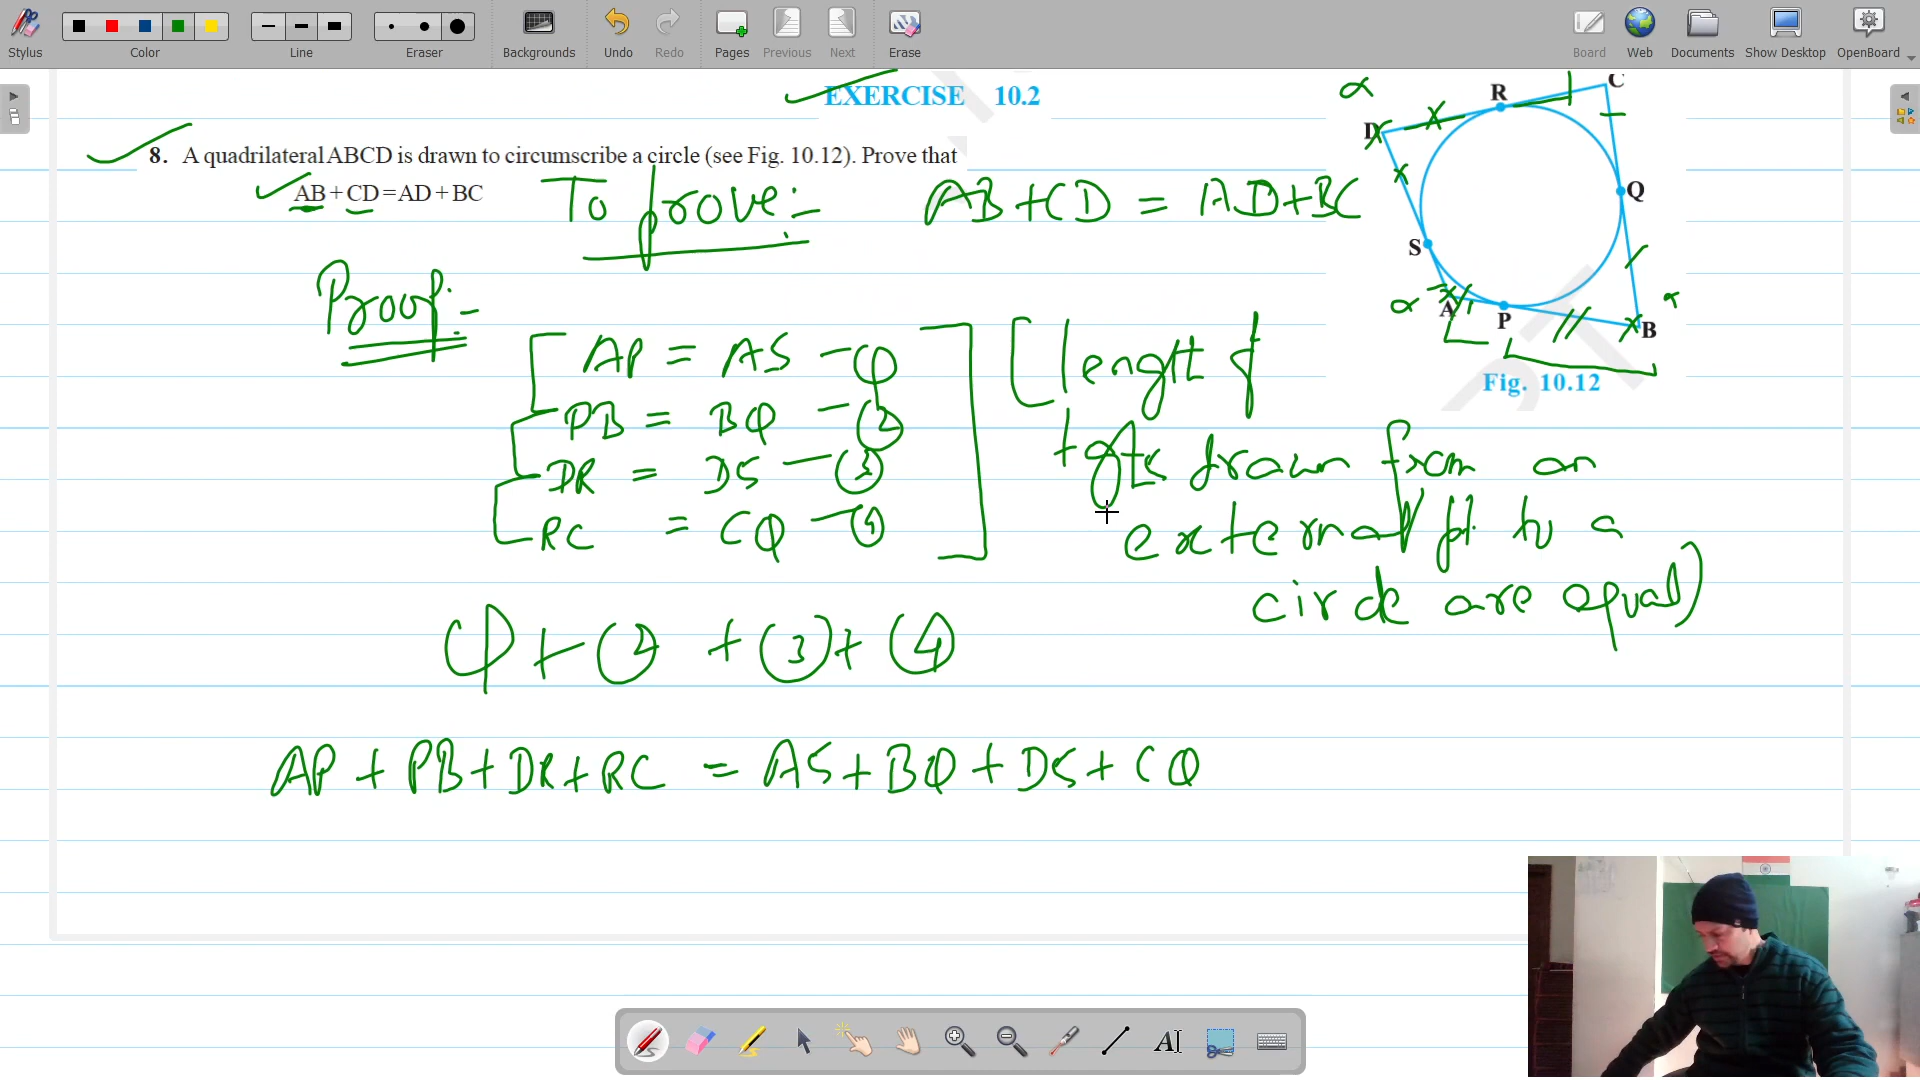 Stylus Color Line Eraser Backgrounds Undo Redo Pages Previous Next Erase Board Web Documents Show Desktop OpenBoard
EXERCISE 10.2
8. A quadrilateral ABCD is drawn to circumscribe a circle (see Fig. 10.12). Prove that
AB + CD = AD + BC
To prove:- AB + CD = AD + BC
Proof:-
AP = AS - (1)
PB = BQ - (2)
DR = DS - (3)
RC = CQ - (4)
[length of
tgts drawn from an
external pt to a
circle are equal)
(1) + (2) + (3) + (4)
AP + PB + DR + RC = AS + BQ + DS + CQ
R
C
D
Q
S
A
P
B
Fig. 10.12